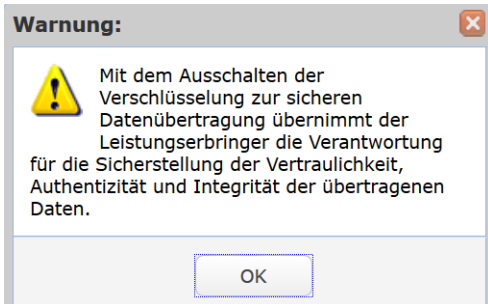 Warnung:
Mit dem Ausschalten der
Verschlüsselung zur sicheren
Datenübertragung übernimmt der
Leistungserbringer die Verantwortung
für die Sicherstellung der Vertraulichkeit,
Authentizität und Integrität der übertragenen
Daten.
OK